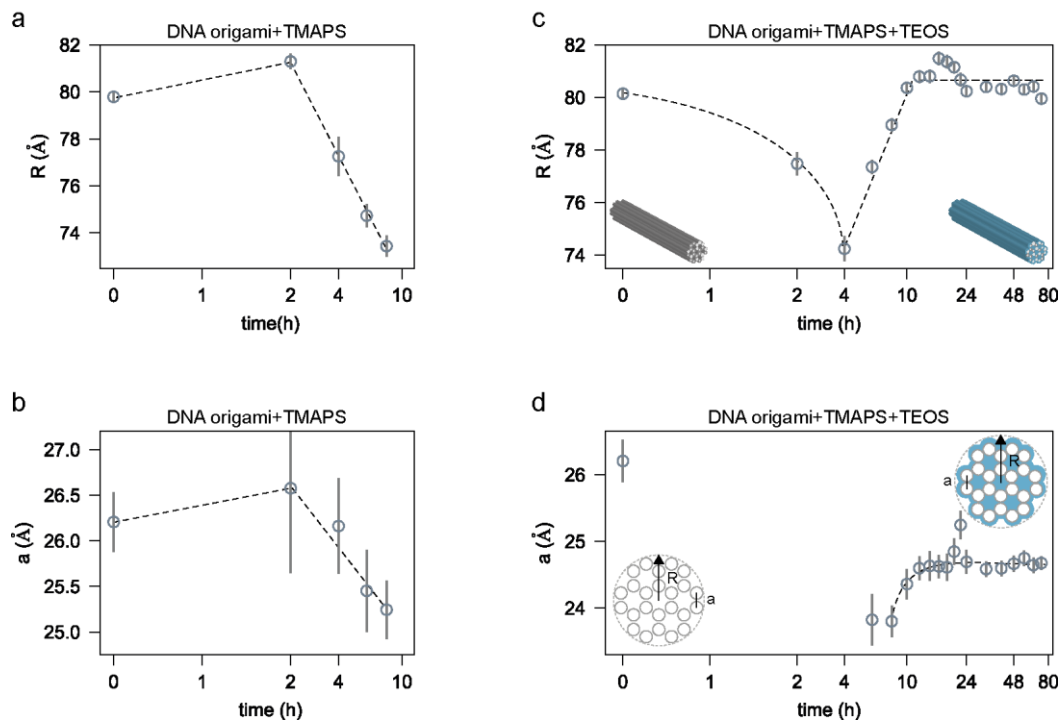 a
DNA origami+TMAPS
82
80
78
76
74
R (Å)
0 1 2 4 10
time(h)
c
DNA origami+TMAPS+TEOS
82
80
78
76
74
R (Å)
0 1 2 4 10 24 48 80
time (h)
b
DNA origami+TMAPS
27.0
26.5
26.0
25.5
25.0
a (Å)
0 1 2 4 10
time (h)
d
DNA origami+TMAPS+TEOS
26
25
24
a (Å)
R
a
R
a
0 1 2 4 10 24 48 80
time (h)